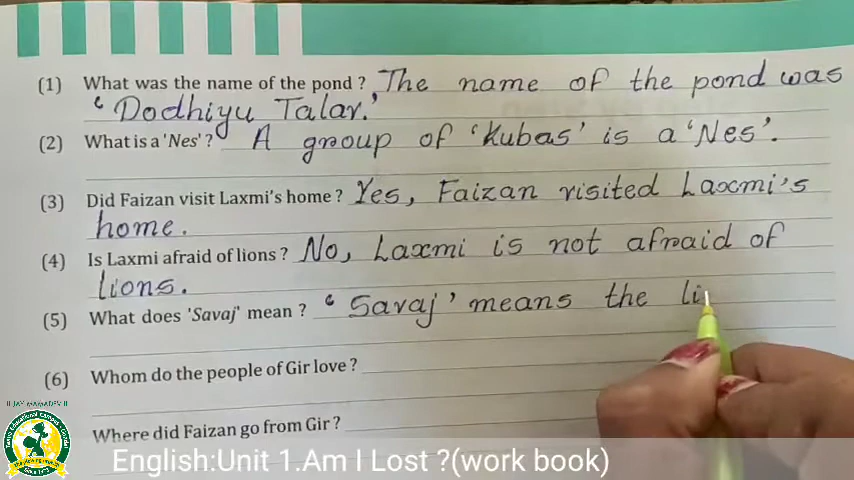 (1) What was the name of the pond ? The name of the pond was
'Dodhiyu Talav.'
(2) What is a 'Nes' ? A group of 'Kubas' is a 'Nes'.
(3) Did Faizan visit Laxmi's home ? Yes, Faizan visited Laxmi's
home.
(4) Is Laxmi afraid of lions ? No, Laxmi is not afraid of
lions.
(5) What does 'Savaj' mean ? 'Savaj' means the li
(6) Whom do the people of Gir love ?
Where did Faizan go from Gir ?
|| JAY MAMADEV ||
English:Unit 1.Am I Lost ?(work book)